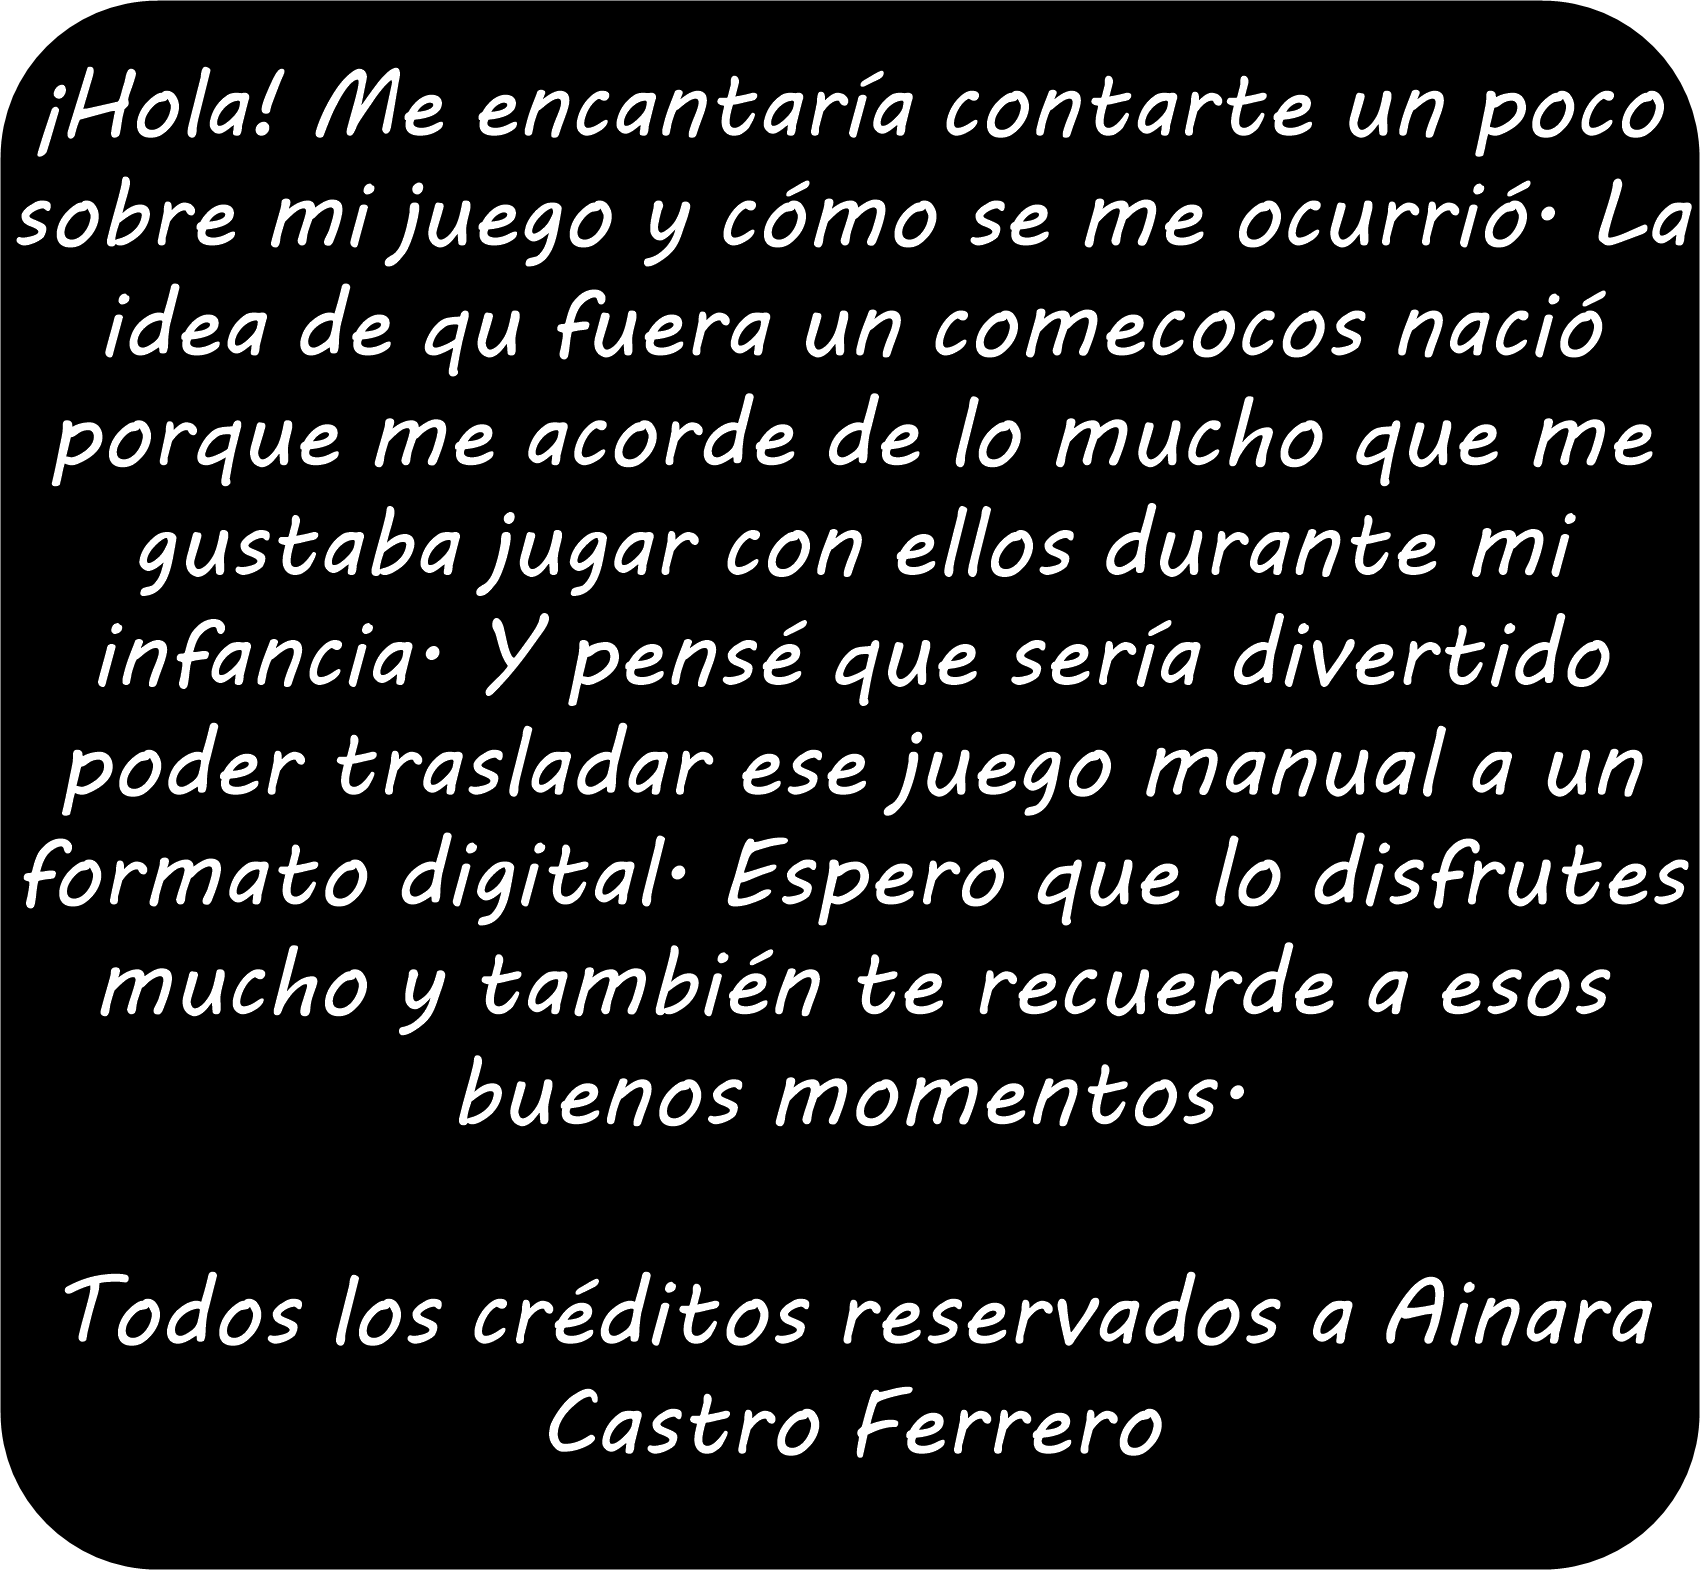 ¡Hola! Me encantaría contarte un poco
sobre mi juego y cómo se me ocurrió. La
idea de qu fuera un comecocos nació
porque me acorde de lo mucho que me
gustaba jugar con ellos durante mi
infancia. Y pensé que sería divertido
poder trasladar ese juego manual a un
formato digital. Espero que lo disfrutes
mucho y también te recuerde a esos
buenos momentos.
Todos los créditos reservados a Ainara
Castro Ferrero